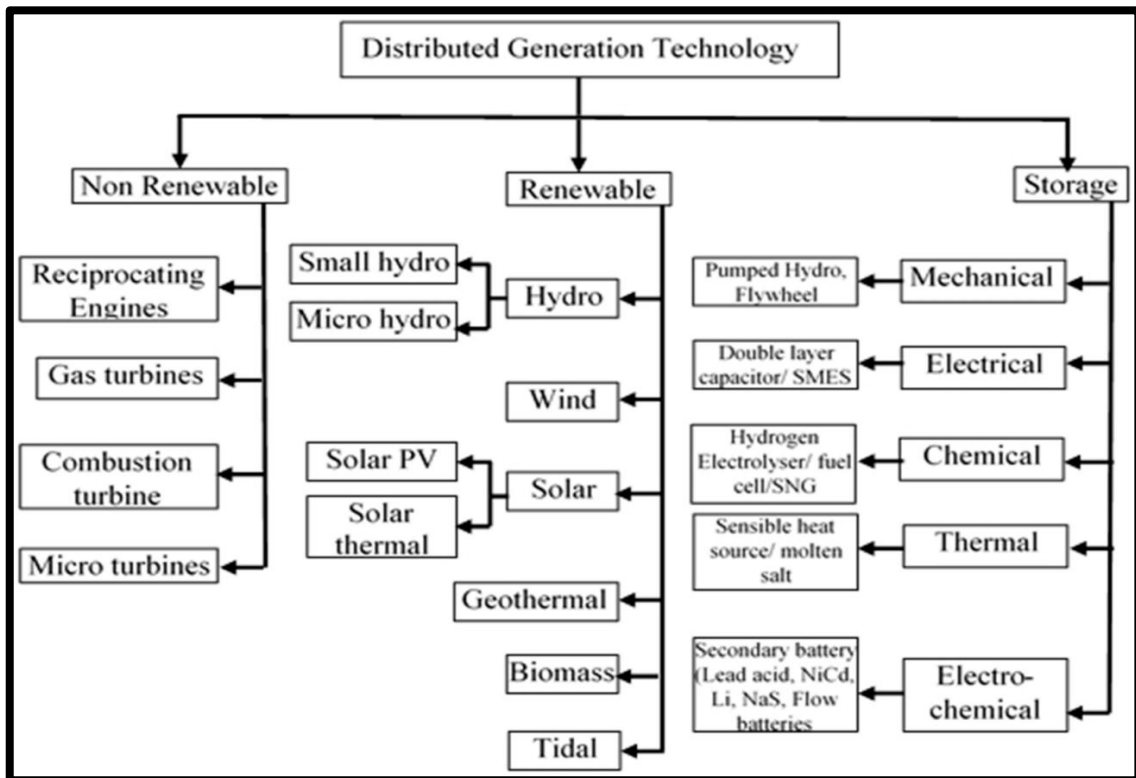 Distributed Generation Technology
Non Renewable
Reciprocating
Engines
Gas turbines
Combustion
turbine
Micro turbines
Renewable
Small hydro
Micro hydro
Hydro
Wind
Solar PV
Solar
thermal
Solar
Geothermal
Biomass
Tidal
Storage
Pumped Hydro,
Flywheel
Mechanical
Double layer
capacitor/ SMES
Electrical
Hydrogen
Electrolyser/ fuel
cell/SNG
Chemical
Sensible heat
source/ molten
salt
Thermal
Secondary battery
(Lead acid, NiCd,
Li, NaS, Flow
batteries
Electro-
chemical